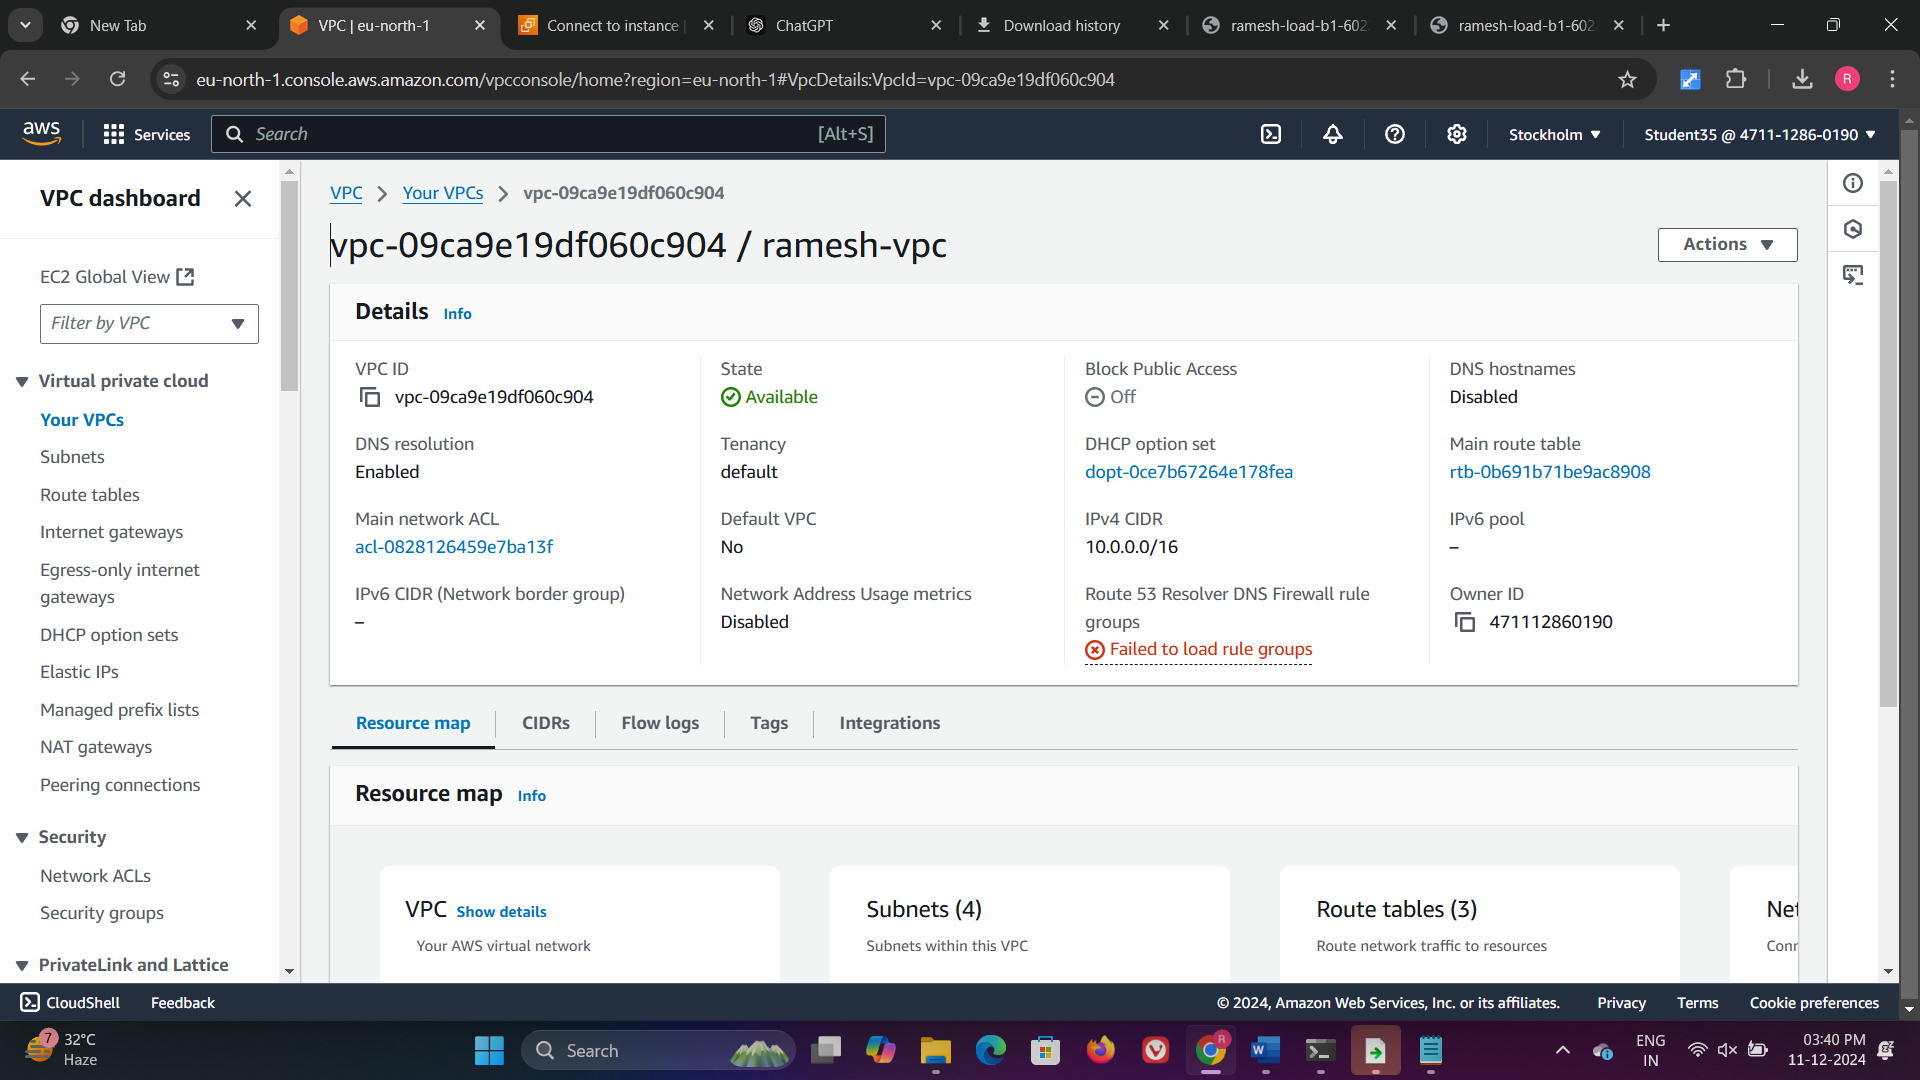 New Tab
VPC | eu-north-1
Connect to instance
ChatGPT
Download history
ramesh-load-b1-602
ramesh-load-b1-602
eu-north-1.console.aws.amazon.com/vpcconsole/home?region=eu-north-1#VpcDetails:VpcId=vpc-09ca9e19df060c904
R
aws
Services
Search
[Alt+S]
Stockholm
Student35 @ 4711-1286-0190
VPC dashboard
EC2 Global View
Filter by VPC
Virtual private cloud
Your VPCs
Subnets
Route tables
Internet gateways
Egress-only internet
gateways
DHCP option sets
Elastic IPs
Managed prefix lists
NAT gateways
Peering connections
Security
Network ACLs
Security groups
PrivateLink and Lattice
VPC
Your VPCs
vpc-09ca9e19df060c904
vpc-09ca9e19df060c904 / ramesh-vpc
Actions
Details Info
VPC ID
vpc-09ca9e19df060c904
State
Available
Block Public Access
Off
DNS hostnames
Disabled
DNS resolution
Enabled
Tenancy
default
DHCP option set
dopt-0ce7b67264e178fea
Main route table
rtb-0b691b71be9ac8908
Main network ACL
acl-0828126459e7ba13f
Default VPC
No
IPv4 CIDR
10.0.0.0/16
IPv6 pool
–
IPv6 CIDR (Network border group)
–
Network Address Usage metrics
Disabled
Route 53 Resolver DNS Firewall rule
groups
Failed to load rule groups
Owner ID
471112860190
Resource map
CIDRs
Flow logs
Tags
Integrations
Resource map Info
VPC Show details
Your AWS virtual network
Subnets (4)
Subnets within this VPC
Route tables (3)
Route network traffic to resources
Net
Conn
CloudShell
Feedback
© 2024, Amazon Web Services, Inc. or its affiliates.
Privacy
Terms
Cookie preferences
7
32°C
Haze
Search
R
W
ENG
IN
03:40 PM
11-12-2024